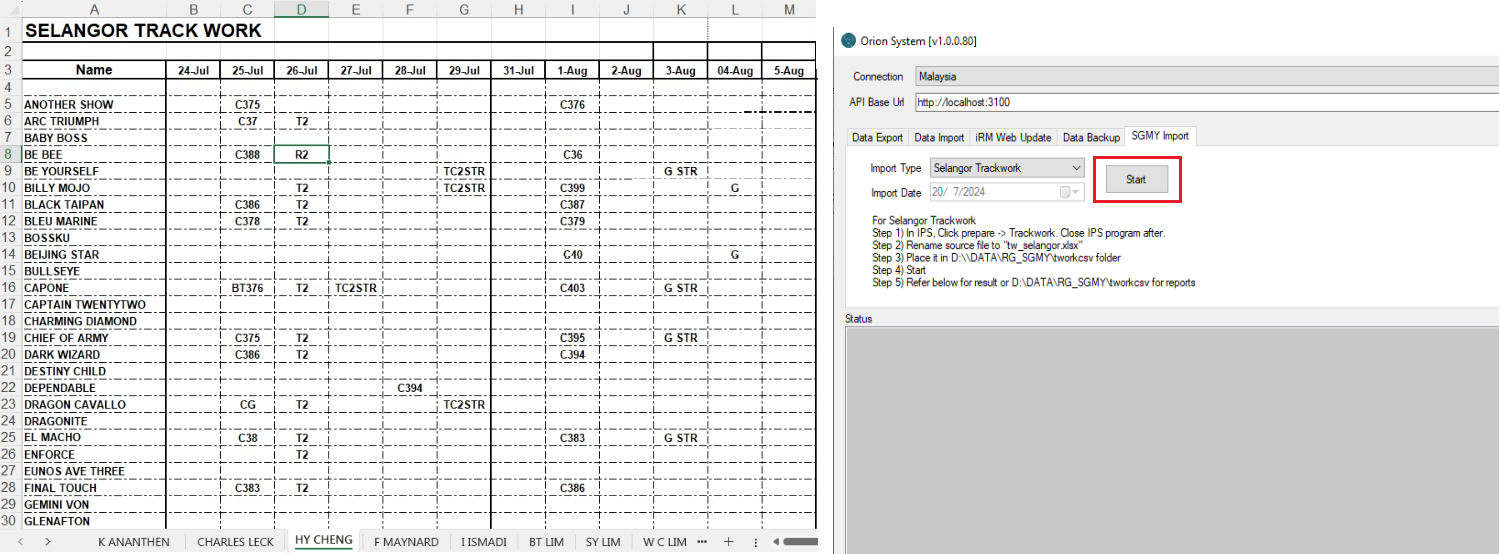 A B C D E F G H I J K L M
1 SELANGOR TRACK WORK
2
3 Name 24-Jul 25-Jul 26-Jul 27-Jul 28-Jul 29-Jul 31-Jul 1-Aug 2-Aug 3-Aug 04-Aug 5-Aug
4
5 ANOTHER SHOW C375 C376
6 ARC TRIUMPH C37 T2
7 BABY BOSS
8 BE BEE C388 R2 C36
9 BE YOURSELF TC2STR G STR
10 BILLY MOJO T2 TC2STR C399 G
11 BLACK TAIPAN C386 T2 C387
12 BLEU MARINE C378 T2 C379
13 BOSSKU
14 BEIJING STAR C40 G
15 BULLSEYE
16 CAPONE BT376 T2 TC2STR C403 G STR
17 CAPTAIN TWENTYTWO
18 CHARMING DIAMOND
19 CHIEF OF ARMY C375 T2 C395 G STR
20 DARK WIZARD C386 T2 C394
21 DESTINY CHILD
22 DEPENDABLE C394
23 DRAGON CAVALLO CG T2 TC2STR
24 DRAGONITE
25 EL MACHO C38 T2 C383 G STR
26 ENFORCE T2
27 EUNOS AVE THREE
28 FINAL TOUCH C383 T2 C386
29 GEMINI VON
30 GLENAFTON
K ANANTHEN CHARLES LECK HY CHENG F MAYNARD I ISMADI BT LIM SY LIM W C LIM
Orion System [v1.0.0.80]
Connection Malaysia
API Base Url http://localhost:3100
Data Export Data Import iRM Web Update Data Backup SGMY Import
Import Type Selangor Trackwork Start
Import Date 20/ 7/2024
For Selangor Trackwork
Step 1) In IPS, Click prepare -> Trackwork. Close IPS program after.
Step 2) Rename source file to "tw_selangor.xlsx"
Step 3) Place it in D:\\DATA\RG_SGMY\tworkcsv folder
Step 4) Start
Step 5) Refer below for result or D:\DATA\RG_SGMY\tworkcsv for reports
Status